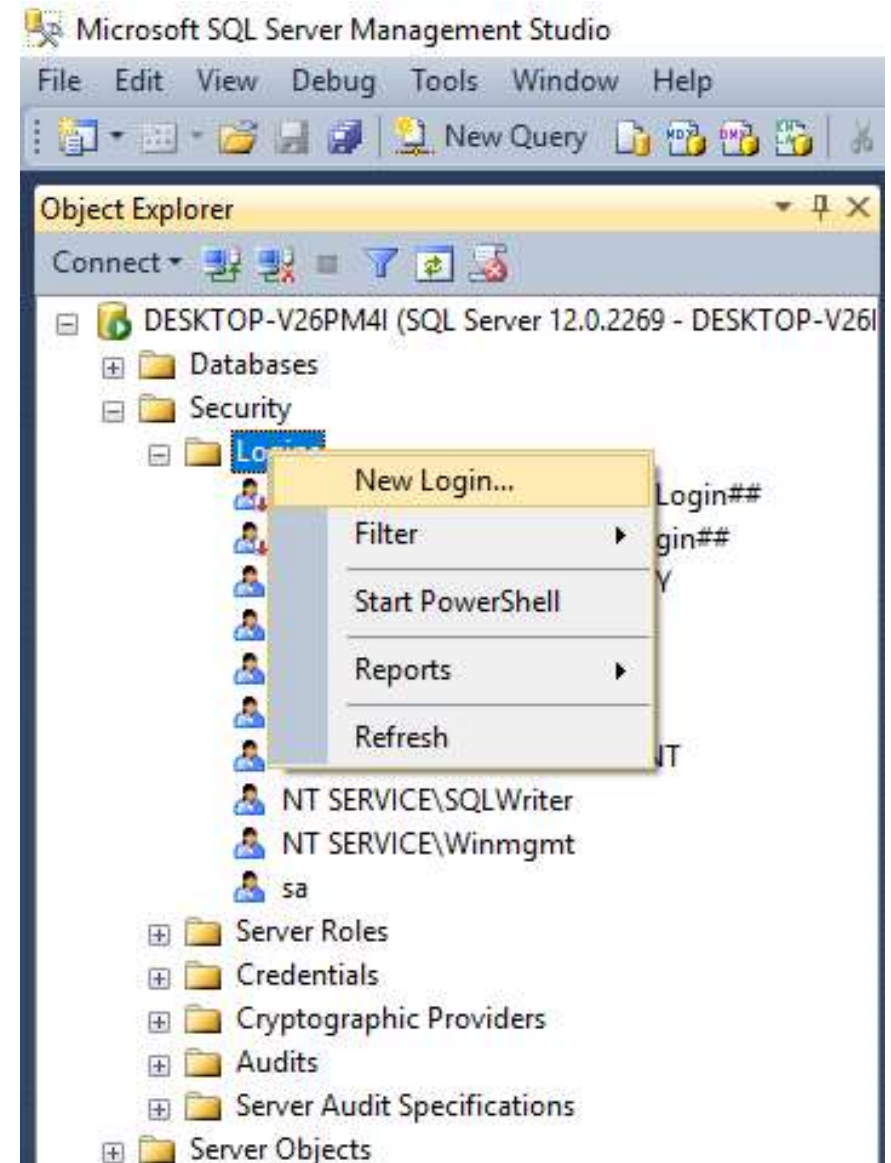 Microsoft SQL Server Management Studio
File Edit View Debug Tools Window Help
New Query
Object Explorer
Connect
DESKTOP-V26PM4I (SQL Server 12.0.2269 - DESKTOP-V26
Databases
Security
New Login...
Login##
Filter
gin##
Start PowerShell
Reports
Refresh
NT SERVICE\SQLWriter
NT SERVICE\Winmgmt
sa
Server Roles
Credentials
Cryptographic Providers
Audits
Server Audit Specifications
Server Objects